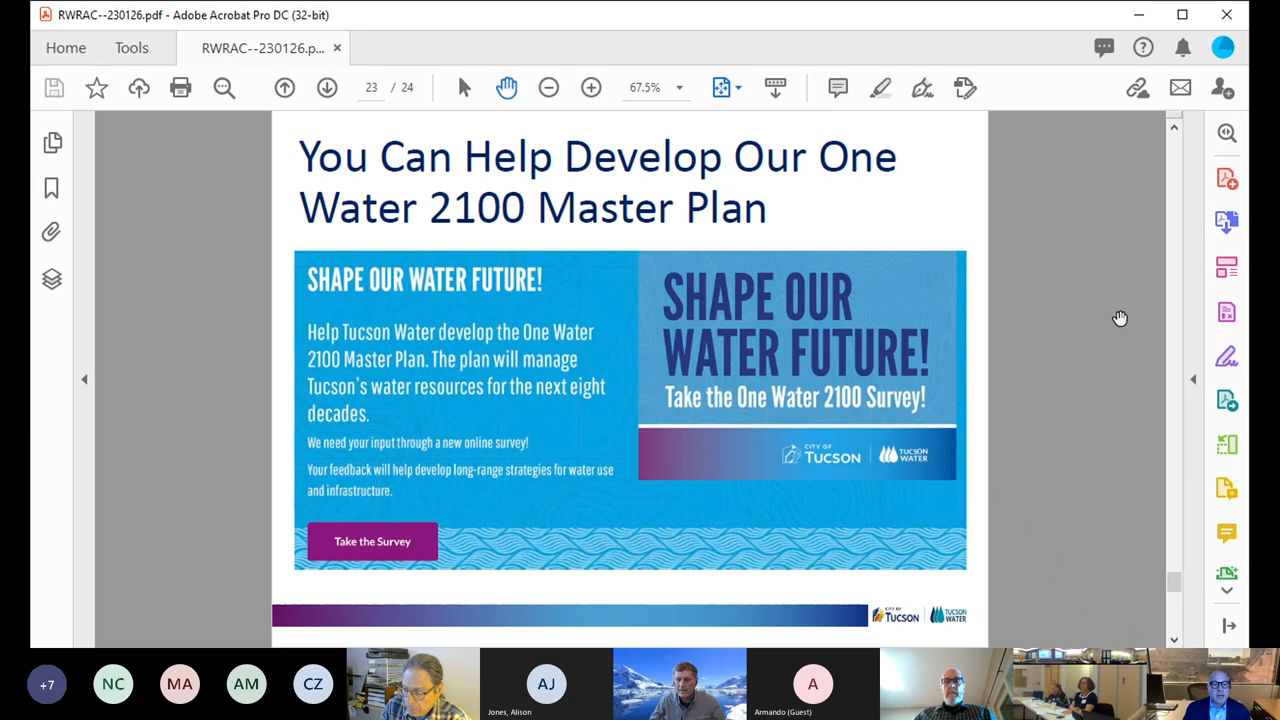 RWRAC--230126.pdf - Adobe Acrobat Pro DC (32-bit)
Home
Tools
RWRAC--230126.p...
23 / 24
67.5%
You Can Help Develop Our One
Water 2100 Master Plan
SHAPE OUR WATER FUTURE!
Help Tucson Water develop the One Water
2100 Master Plan. The plan will manage
Tucson's water resources for the next eight
decades.
We need your input through a new online survey!
Your feedback will help develop long-range strategies for water use
and infrastructure.
Take the Survey
SHAPE OUR
WATER FUTURE!
Take the One Water 2100 Survey!
CITY OF
TUCSON
TUCSON
WATER
CITY OF
TUCSON
TUCSON
WATER
+7
NC
MA
AM
CZ
AJ
Jones, Alison
A
Armando (Guest)